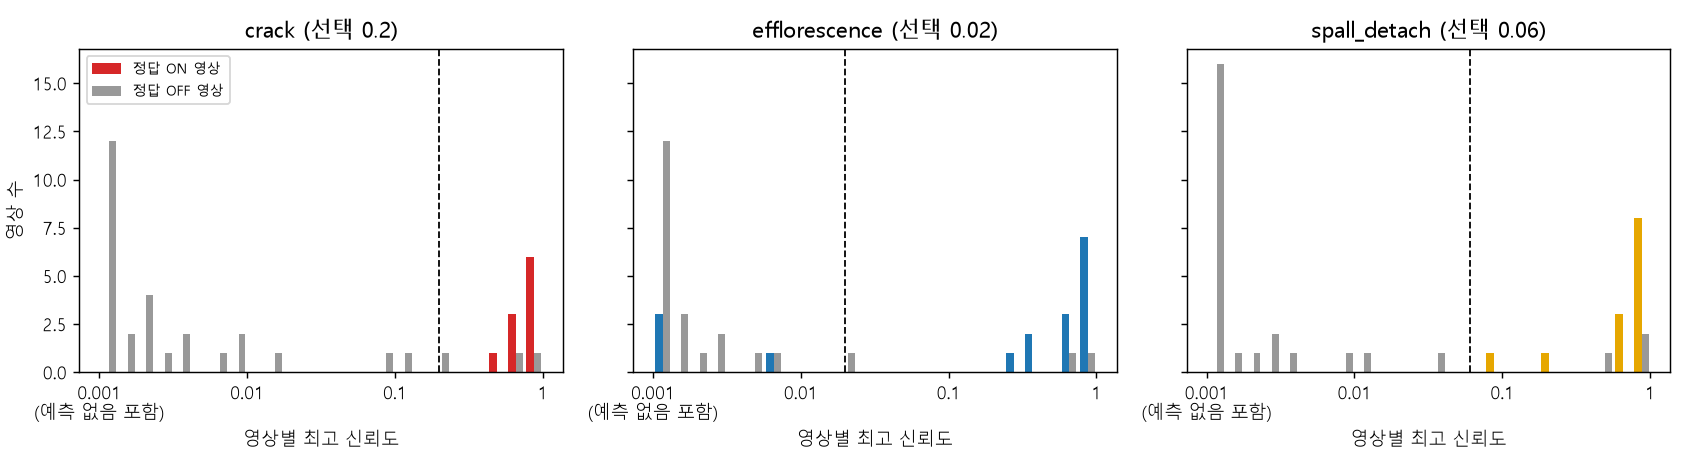 crack (선택 0.2)
정답 ON 영상
정답 OFF 영상
영상 수
15.0
12.5
10.0
7.5
5.0
2.5
0.0
0.001
(예측 없음 포함)
0.01
0.1
1
영상별 최고 신뢰도
efflorescence (선택 0.02)
0.001
(예측 없음 포함)
0.01
0.1
1
영상별 최고 신뢰도
spall_detach (선택 0.06)
0.001
(예측 없음 포함)
0.01
0.1
1
영상별 최고 신뢰도